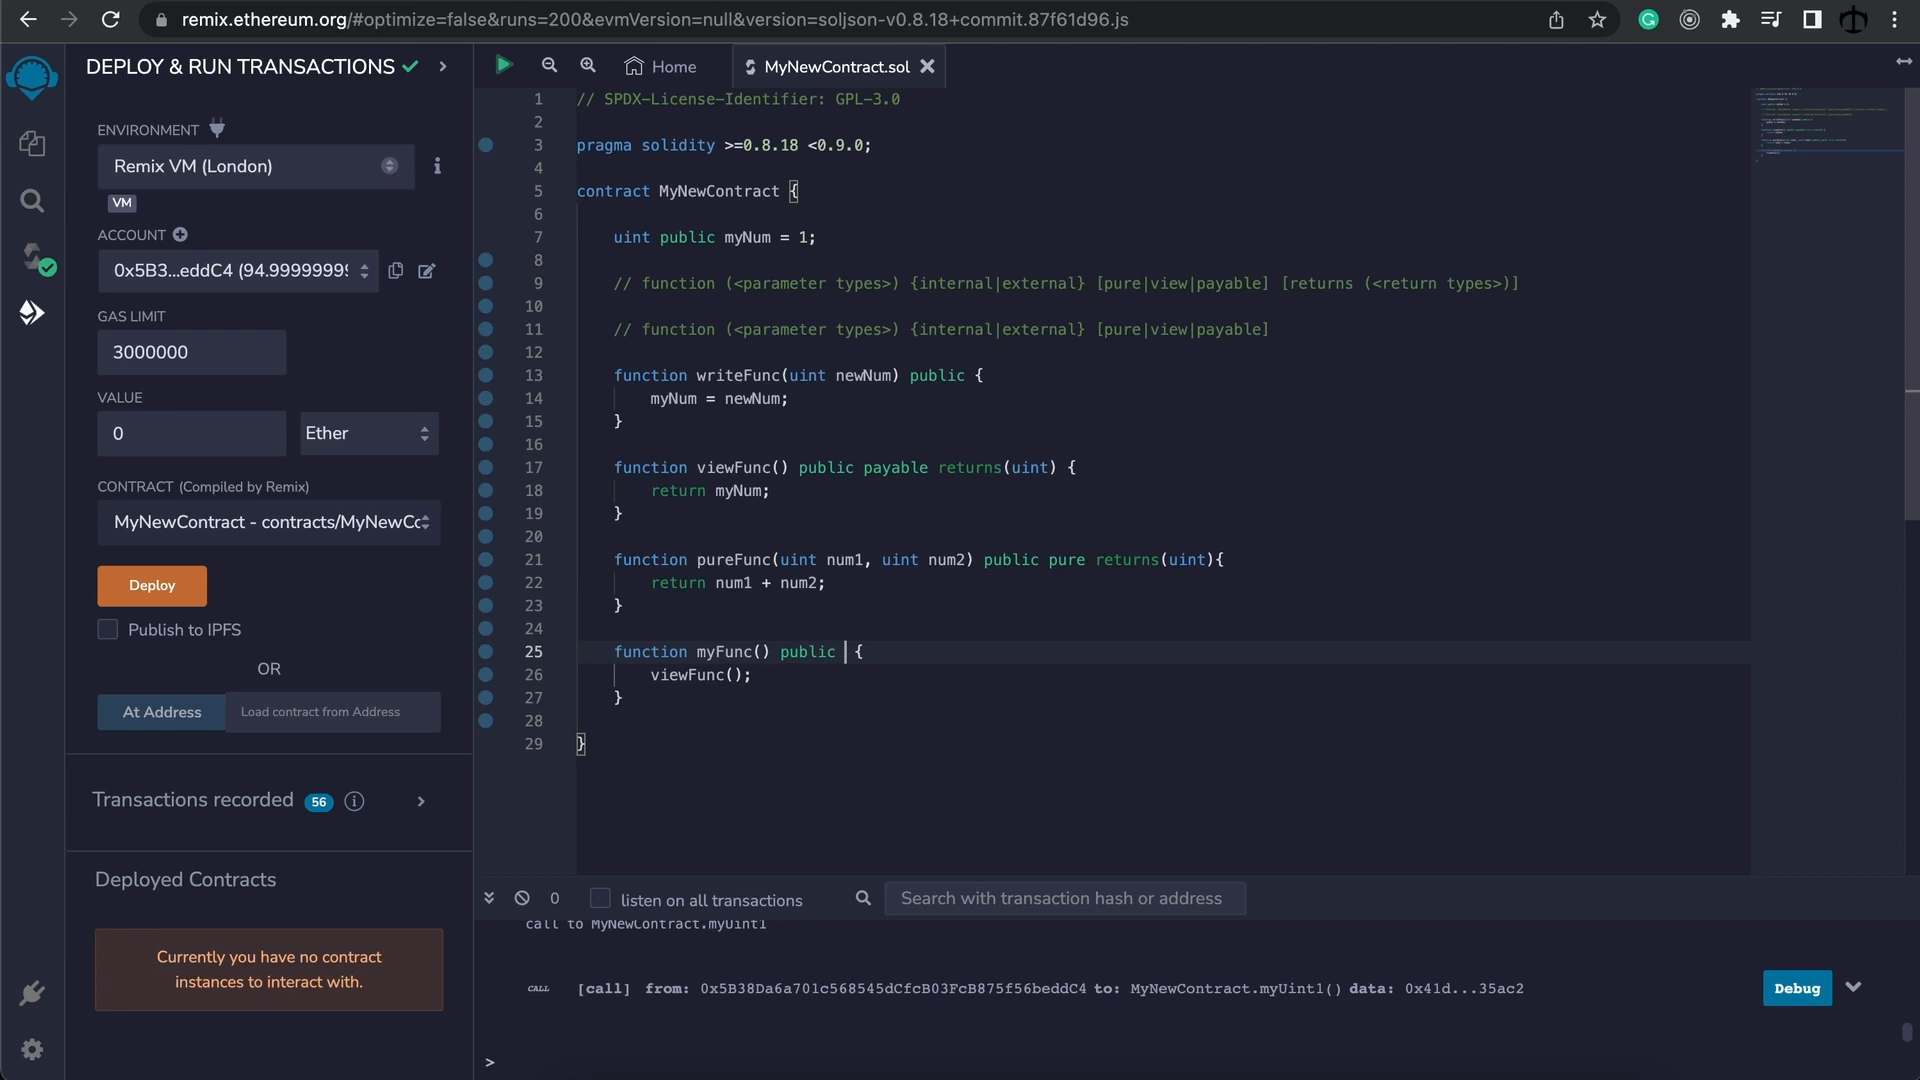 remix.ethereum.org/#optimize=false&runs=200&evmVersion=null&version=soljson-v0.8.18+commit.87f61d96.js
DEPLOY & RUN TRANSACTIONS
ENVIRONMENT
Remix VM (London)
VM
ACCOUNT
0x5B3...eddC4 (94.9999999
GAS LIMIT
3000000
VALUE
0
Ether
CONTRACT (Compiled by Remix)
MyNewContract - contracts/MyNewCo
Deploy
Publish to IPFS
OR
At Address
Load contract from Address
Transactions recorded 56
Deployed Contracts
Currently you have no contract
instances to interact with.
Home
MyNewContract.sol
1 // SPDX-License-Identifier: GPL-3.0
2
3 pragma solidity >=0.8.18 <0.9.0;
4
5 contract MyNewContract {
6
7 uint public myNum = 1;
8
9 // function (<parameter types>) {internal|external} [pure|view|payable] [returns (<return types>)]
10
11 // function (<parameter types>) {internal|external} [pure|view|payable]
12
13 function writeFunc(uint newNum) public {
14 myNum = newNum;
15 }
16
17 function viewFunc() public payable returns(uint) {
18 return myNum;
19 }
20
21 function pureFunc(uint num1, uint num2) public pure returns(uint){
22 return num1 + num2;
23 }
24
25 function myFunc() public {
26 viewFunc();
27 }
28
29 }
0
listen on all transactions
Search with transaction hash or address
call to MyNewContract.myUint1
CALL [call] from: 0x5B38Da6a701c568545dCfcB03FcB875f56beddC4 to: MyNewContract.myUint1() data: 0x41d...35ac2
Debug
>